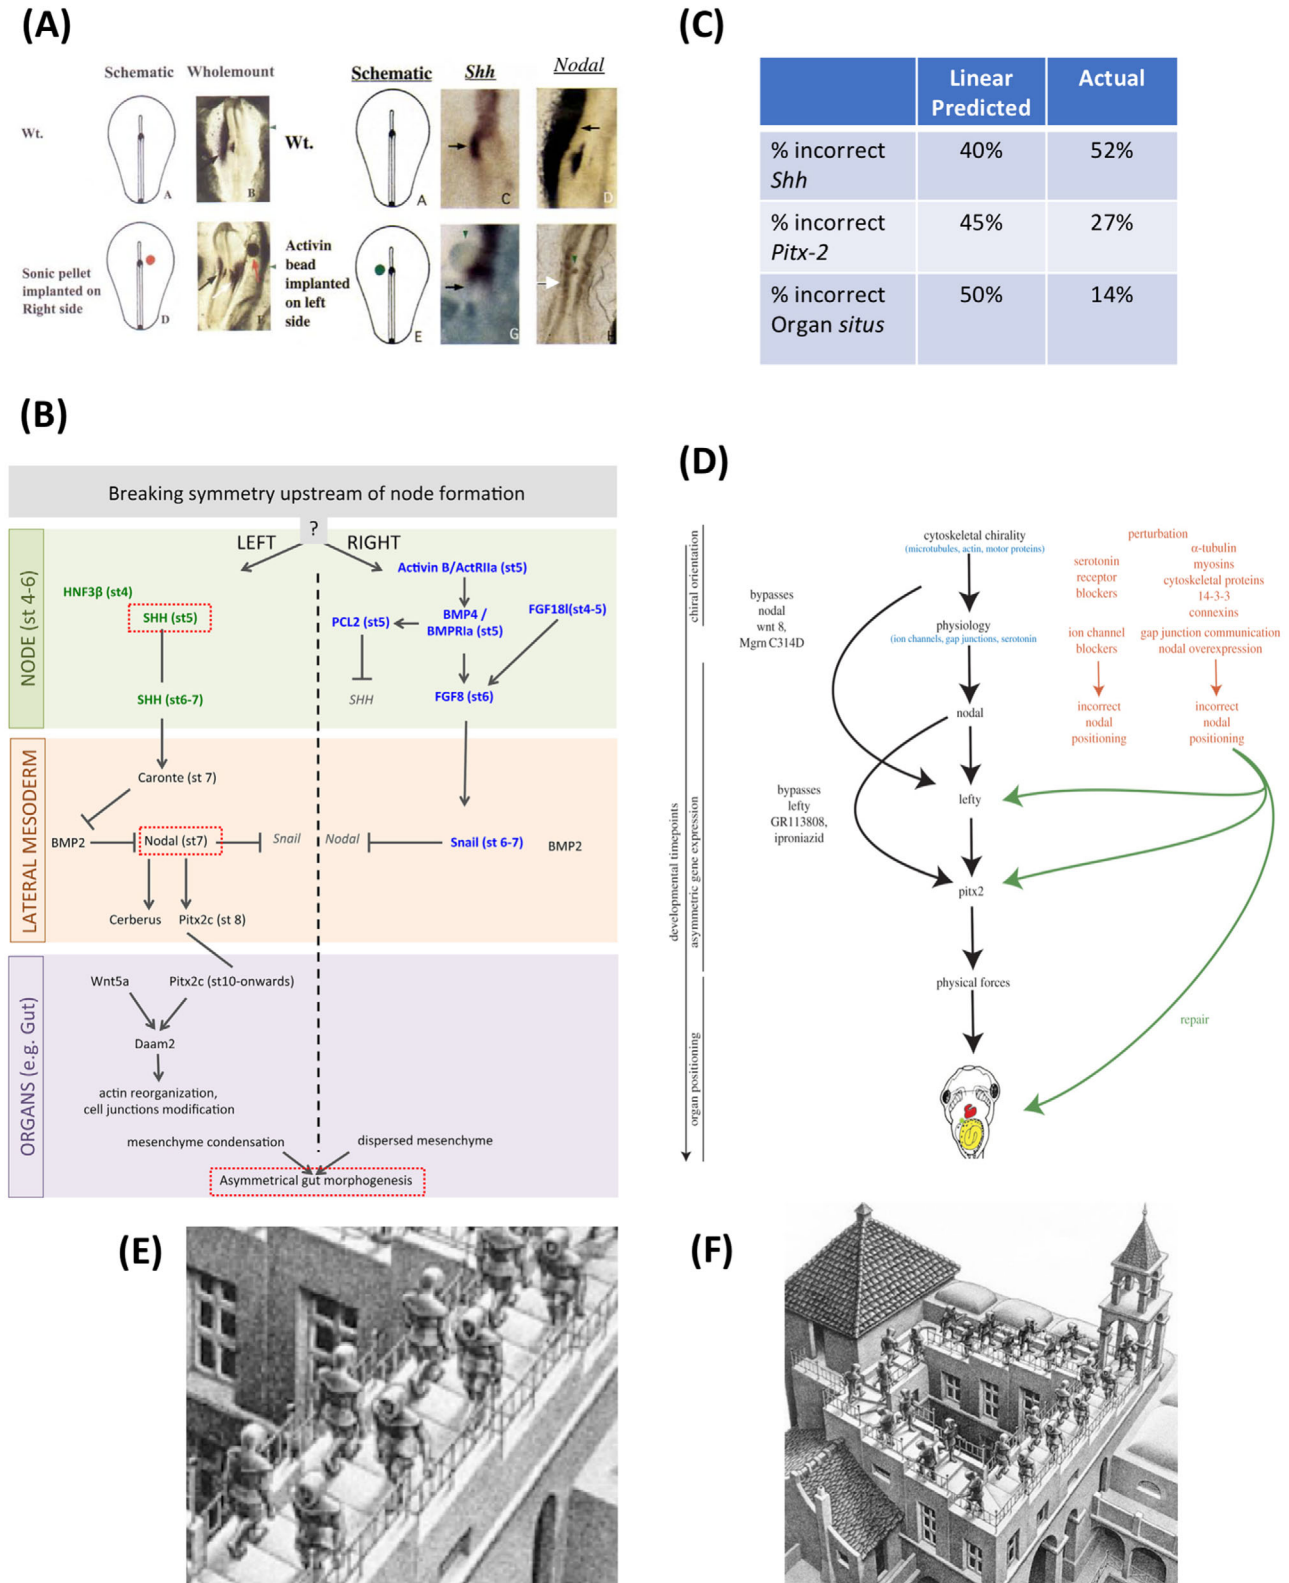 (A)
Schematic Wholemount
Wt.
A
B
Sonic pellet
implanted on
Right side
D
E
Schematic Shh Nodal
Wt.
A
C
D
Activin
bead
implanted
on left
side
E
G
H
(C)
Linear
Predicted
Actual
% incorrect
Shh
40%
52%
% incorrect
Pitx-2
45%
27%
% incorrect
Organ situs
50%
14%
(B)
Breaking symmetry upstream of node formation
?
LEFT
RIGHT
NODE (st 4-6)
HNF3β (st4)
SHH (st5)
SHH (st6-7)
Activin B/ActRIIa (st5)
PCL2 (st5)
BMP4 /
BMPRIa (st5)
FGF18l(st4-5)
SHH
FGF8 (st6)
LATERAL MESODERM
Caronte (st 7)
BMP2
Nodal (st7)
Snail
Nodal
Snail (st 6-7)
BMP2
Cerberus
Pitx2c (st 8)
ORGANS (e.g. Gut)
Wnt5a
Pitx2c (st10-onwards)
Daam2
actin reorganization,
cell junctions modification
mesenchyme condensation
dispersed mesenchyme
Asymmetrical gut morphogenesis
(D)
developmental timepoints
chiral orientation
asymmetric gene expression
organ positioning
cytoskeletal chirality
(microtubules, actin, motor proteins)
physiology
(ion channels, gap junctions, serotonin
nodal
lefty
pitx2
physical forces
bypasses
nodal
wnt 8,
Mgrn C314D
bypasses
lefty
GR113808,
iproniazid
perturbation
serotonin
receptor
blockers
α-tubulin
myosins
cytoskeletal proteins
14-3-3
connexins
ion channel
blockers
gap junction communication
nodal overexpression
incorrect
nodal
positioning
incorrect
nodal
positioning
repair
(E)
(F)